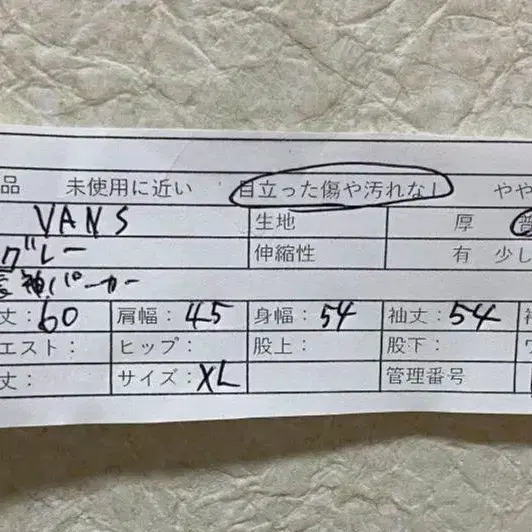 品 未使用に近い 目立った傷や汚れなし やや
VANS 生地 厚
グレー 伸縮性 有 少し
長袖パーカー
丈：60 肩幅：45 身幅：54 袖丈：54
エスト： ヒップ： 股上： 股下：
丈： サイズ：XL 管理番号